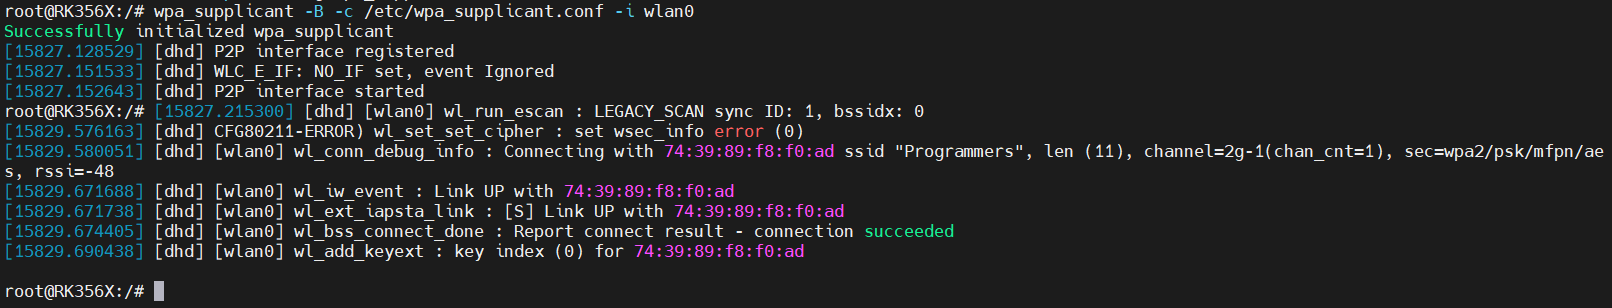 root@RK356X:/# wpa_supplicant -B -c /etc/wpa_supplicant.conf -i wlan0
Successfully initialized wpa_supplicant
[15827.128529] [dhd] P2P interface registered
[15827.151533] [dhd] WLC_E_IF: NO_IF set, event Ignored
[15827.152643] [dhd] P2P interface started
root@RK356X:/# [15827.215300] [dhd] [wlan0] wl_run_escan : LEGACY_SCAN sync ID: 1, bssidx: 0
[15829.576163] [dhd] CFG80211-ERROR) wl_set_set_cipher : set wsec_info error (0)
[15829.580051] [dhd] [wlan0] wl_conn_debug_info : Connecting with 74:39:89:f8:f0:ad ssid "Programmers", len (11), channel=2g-1(chan_cnt=1), sec=wpa2/psk/mfpn/ae
s, rssi=-48
[15829.671688] [dhd] [wlan0] wl_iw_event : Link UP with 74:39:89:f8:f0:ad
[15829.671738] [dhd] [wlan0] wl_ext_iapsta_link : [S] Link UP with 74:39:89:f8:f0:ad
[15829.674405] [dhd] [wlan0] wl_bss_connect_done : Report connect result - connection succeeded
[15829.690438] [dhd] [wlan0] wl_add_keyext : key index (0) for 74:39:89:f8:f0:ad
root@RK356X:/#